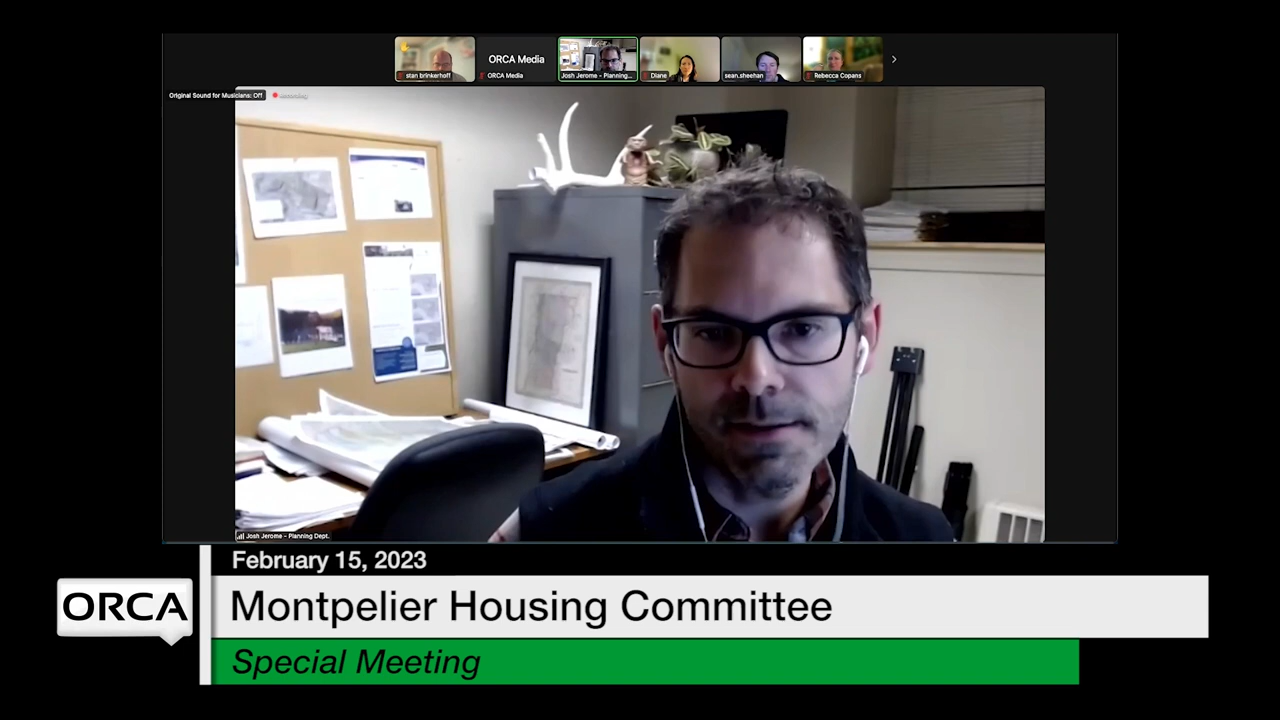 stan brinkerhoff
ORCA Media
ORCA Media
Josh Jerome - Planning...
Diane
sean.sheehan
Rebecca Copans
Original Sound for Musicians: Off
Josh Jerome - Planning Dept.
February 15, 2023
ORCA
Montpelier Housing Committee
Special Meeting